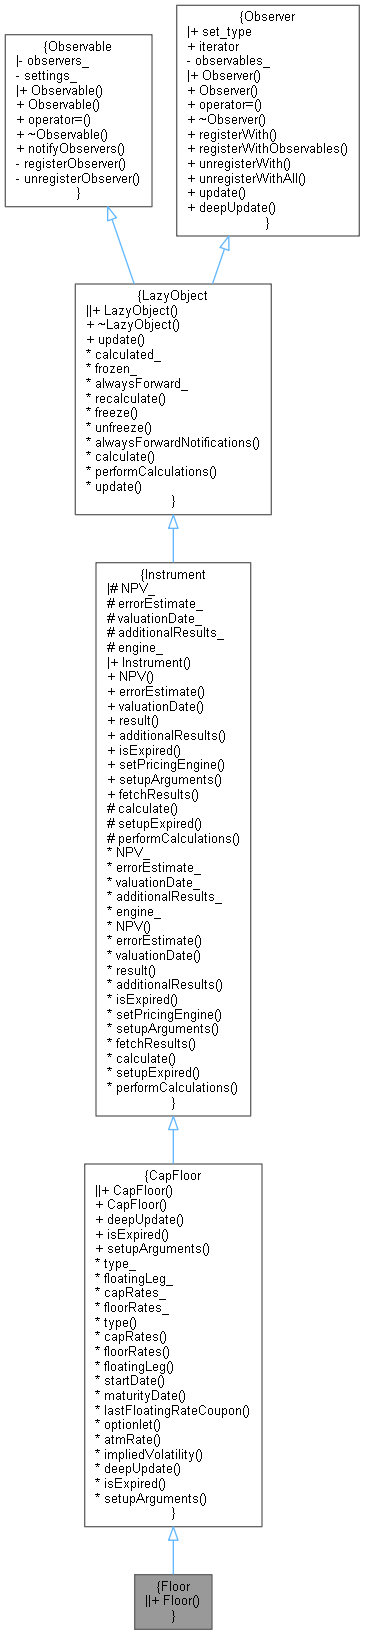 {Observable
|- observers_
- settings_
|+ Observable()
+ Observable()
+ operator=()
+ ~Observable()
+ notifyObservers()
- registerObserver()
- unregisterObserver()
}
{Observer
|+ set_type
+ iterator
- observables_
|+ Observer()
+ Observer()
+ operator=()
+ ~Observer()
+ registerWith()
+ registerWithObservables()
+ unregisterWith()
+ unregisterWithAll()
+ update()
+ deepUpdate()
}
{LazyObject
||+ LazyObject()
+ ~LazyObject()
+ update()
* calculated_
* frozen_
* alwaysForward_
* recalculate()
* freeze()
* unfreeze()
* alwaysForwardNotifications()
* calculate()
* performCalculations()
* update()
}
{Instrument
|# NPV_
# errorEstimate_
# valuationDate_
# additionalResults_
# engine_
|+ Instrument()
+ NPV()
+ errorEstimate()
+ valuationDate()
+ result()
+ additionalResults()
+ isExpired()
+ setPricingEngine()
+ setupArguments()
+ fetchResults()
# calculate()
# setupExpired()
# performCalculations()
* NPV_
* errorEstimate_
* valuationDate_
* additionalResults_
* engine_
* NPV()
* errorEstimate()
* valuationDate()
* result()
* additionalResults()
* isExpired()
* setPricingEngine()
* setupArguments()
* fetchResults()
* calculate()
* setupExpired()
* performCalculations()
}
{CapFloor
||+ CapFloor()
+ CapFloor()
+ deepUpdate()
+ isExpired()
+ setupArguments()
* type_
* floatingLeg_
* capRates_
* floorRates_
* type()
* capRates()
* floorRates()
* floatingLeg()
* startDate()
* maturityDate()
* lastFloatingRateCoupon()
* optionlet()
* atmRate()
* impliedVolatility()
* deepUpdate()
* isExpired()
* setupArguments()
}
{Floor
||+ Floor()
}